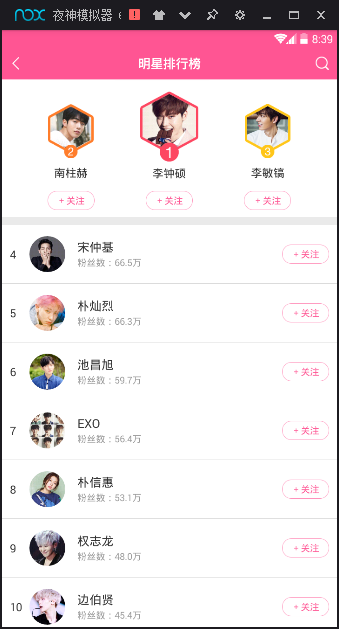 nox 夜神模拟器 6
8:39
明星排行榜
2 1 3
南柱赫 李钟硕 李敏镐
+ 关注 + 关注 + 关注
4 宋仲基 + 关注
粉丝数：66.5万
5 朴灿烈 + 关注
粉丝数：66.3万
6 池昌旭 + 关注
粉丝数：59.7万
7 EXO + 关注
粉丝数：56.4万
8 朴信惠 + 关注
粉丝数：53.1万
9 权志龙 + 关注
粉丝数：48.0万
10 边伯贤 + 关注
粉丝数：45.4万